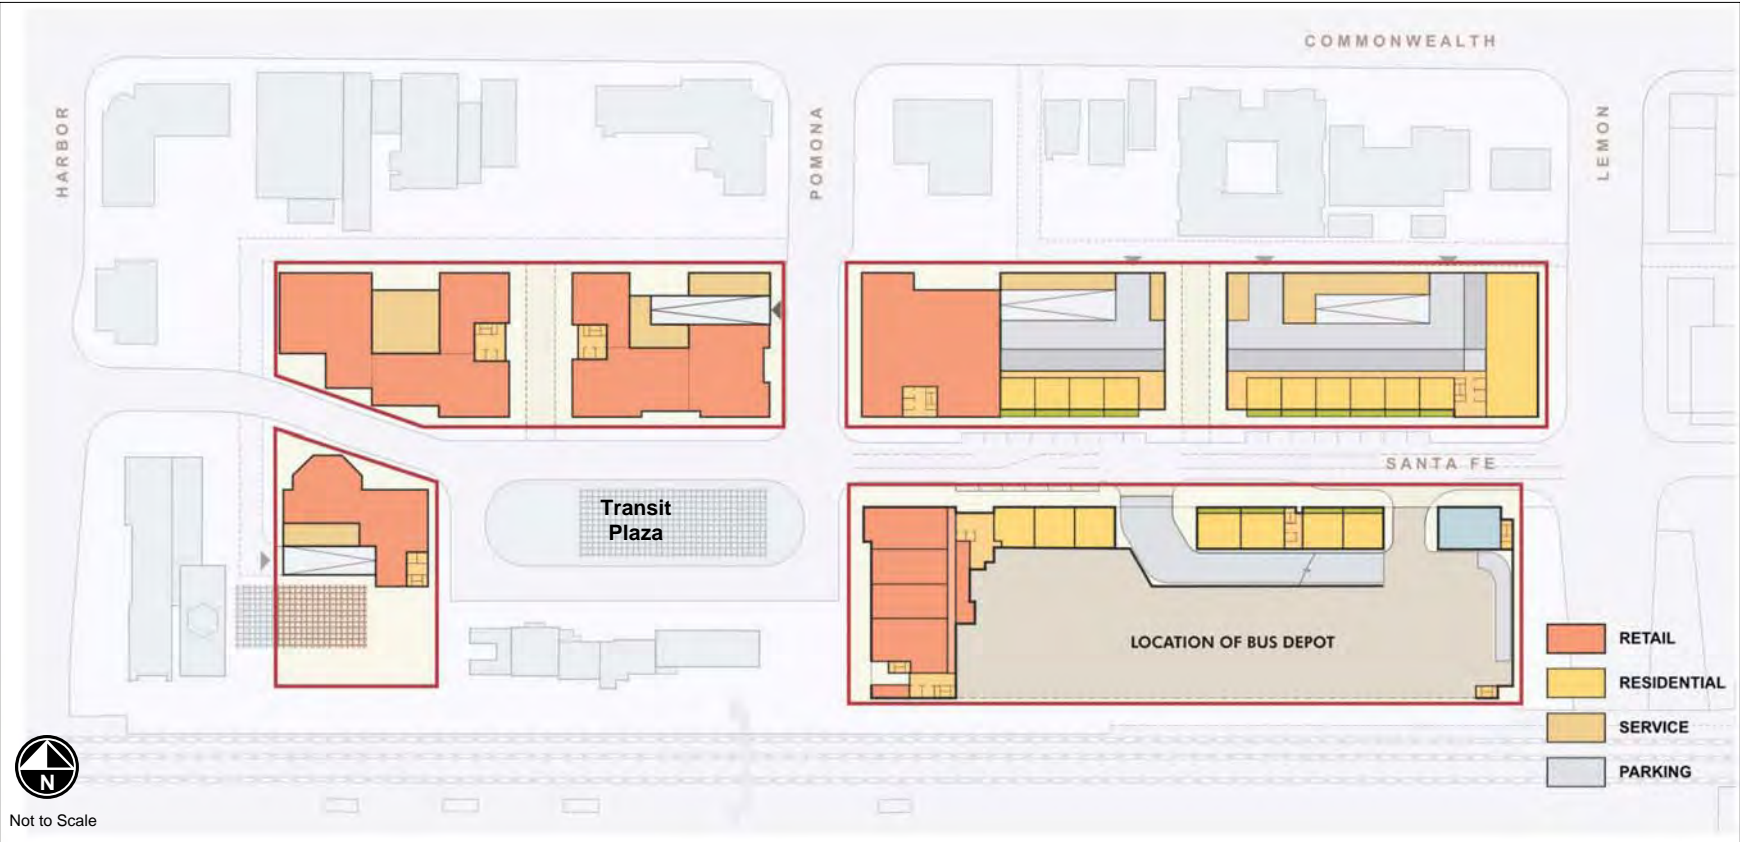 COMMONWEALTH
HARBOR
POMONA
LEMON
SANTA FE
Transit
Plaza
LOCATION OF BUS DEPOT
RETAIL
RESIDENTIAL
SERVICE
PARKING
N
Not to Scale